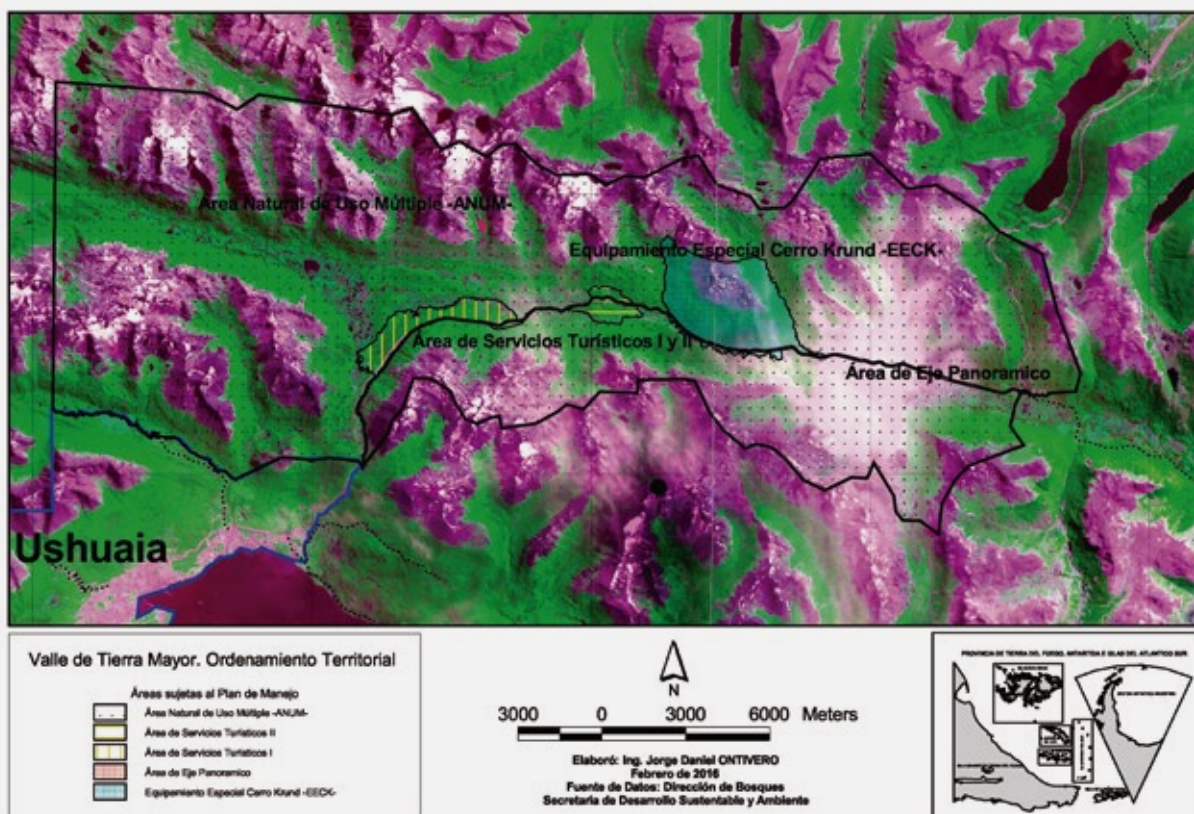 Área Natural de Uso Múltiple -ANUM-
Equipamiento Especial Cerro Krund -EECK-
Área de Servicios Turísticos I y II
Área de Eje Panoramico
Ushuaia
Valle de Tierra Mayor. Ordenamiento Territorial
Áreas sujetas al Plan de Manejo
Área Natural de Uso Múltiple -ANUM-
Área de Servicios Turísticos II
Área de Servicios Turísticos I
Área de Eje Panoramico
Equipamiento Especial Cerro Krund -EECK-
N
3000 0 3000 6000 Meters
Elaboró: Ing. Jorge Daniel ONTIVERO
Febrero de 2016
Fuente de Datos: Dirección de Bosques
Secretaria de Desarrollo Sustentable y Ambiente
PROVINCIA DE TIERRA DEL FUEGO, ANTARTIDA E ISLAS DEL ATLANTICO SUR